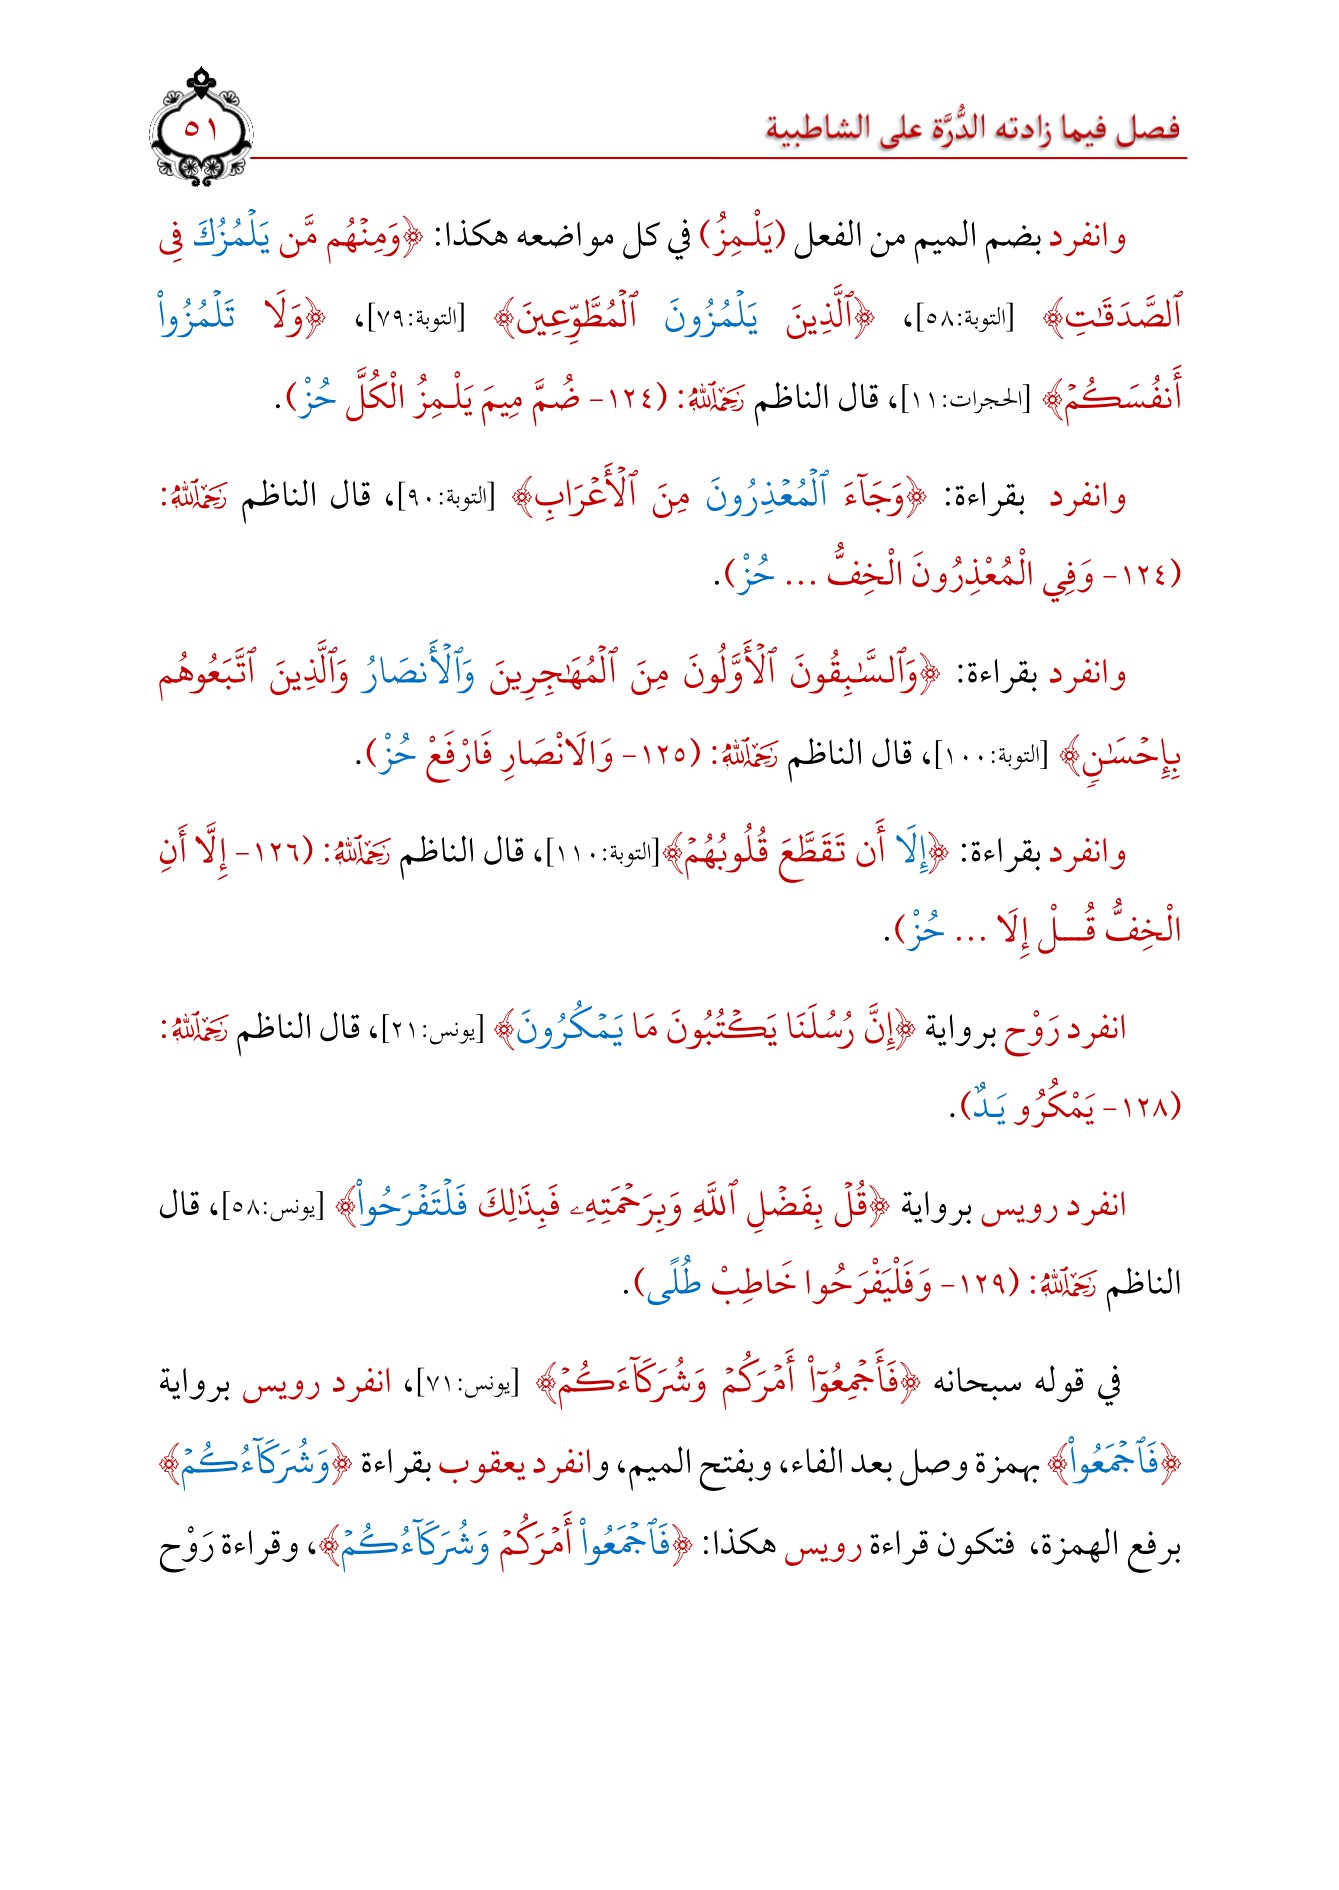 فصل فيما زادته الدُّرَّة على الشاطبية
٥١
وانفرد بضم الميم من الفعل (يَلْـمِزُ) في كل مواضعه هكذا: ﴿وَمِنۡهُم مَّن يَلۡمُزُكَ فِي
ٱلصَّدَقَٰتِ﴾ [التوبة:٥٨]، ﴿ٱلَّذِينَ يَلۡمُزُونَ ٱلۡمُطَّوِّعِينَ﴾ [التوبة:٧٩]، ﴿وَلَا تَلۡمُزُوٓاْ
أَنفُسَكُمۡ﴾ [الحجرات:١١]، قال الناظم رَحِمَهُ ٱللَّهُ: (١٢٤- ضُمَّ مِيمَ يَلْـمِزُ الْكُلَّ حُزْ).
وانفرد بقراءة: ﴿وَجَآءَ ٱلۡمُعۡذِرُونَ مِنَ ٱلۡأَعۡرَابِ﴾ [التوبة:٩٠]، قال الناظم رَحِمَهُ ٱللَّهُ:
(١٢٤- وَفِي الْمُعْذِرُونَ الْخِفُّ ... حُزْ).
وانفرد بقراءة: ﴿وَٱلسَّٰبِقُونَ ٱلۡأَوَّلُونَ مِنَ ٱلۡمُهَٰجِرِينَ وَٱلۡأَنصَارُ وَٱلَّذِينَ ٱتَّبَعُوهُم
بِإِحۡسَٰنٖ﴾ [التوبة:١٠٠]، قال الناظم رَحِمَهُ ٱللَّهُ: (١٢٥- وَالَانْصَارِ فَارْفَعْ حُزْ).
وانفرد بقراءة: ﴿إِلَا أَن تَقَطَّعَ قُلُوبُهُمۡ﴾[التوبة:١١٠]، قال الناظم رَحِمَهُ ٱللَّهُ: (١٢٦- إِلَّا أَنِ
الْخِفُّ قُـــلْ إِلَا ... حُزْ).
انفرد رَوْح برواية ﴿إِنَّ رُسُلَنَا يَكۡتُبُونَ مَا يَمۡكُرُونَ﴾ [يونس:٢١]، قال الناظم رَحِمَهُ ٱللَّهُ:
(١٢٨- يَمْكُرُو يَـدٌ).
انفرد رويس برواية ﴿قُلۡ بِفَضۡلِ ٱللَّهِ وَبِرَحۡمَتِهِۦ فَبِذَٰلِكَ فَلۡتَفۡرَحُواْ﴾ [يونس:٥٨]، قال
الناظم رَحِمَهُ ٱللَّهُ: (١٢٩- وَفَلْيَفْرَحُوا خَاطِبْ طُلًى).
في قوله سبحانه ﴿فَأَجۡمِعُوٓاْ أَمۡرَكُمۡ وَشُرَكَآءَكُمۡ﴾ [يونس:٧١]، انفرد رويس برواية
﴿فَٱجۡمَعُواْ﴾ بهمزة وصل بعد الفاء، وبفتح الميم، وانفرد يعقوب بقراءة ﴿وَشُرَكَآءُكُمۡ﴾
برفع الهمزة، فتكون قراءة رويس هكذا: ﴿فَٱجۡمَعُواْ أَمۡرَكُمۡ وَشُرَكَآءُكُمۡ﴾، وقراءة رَوْح